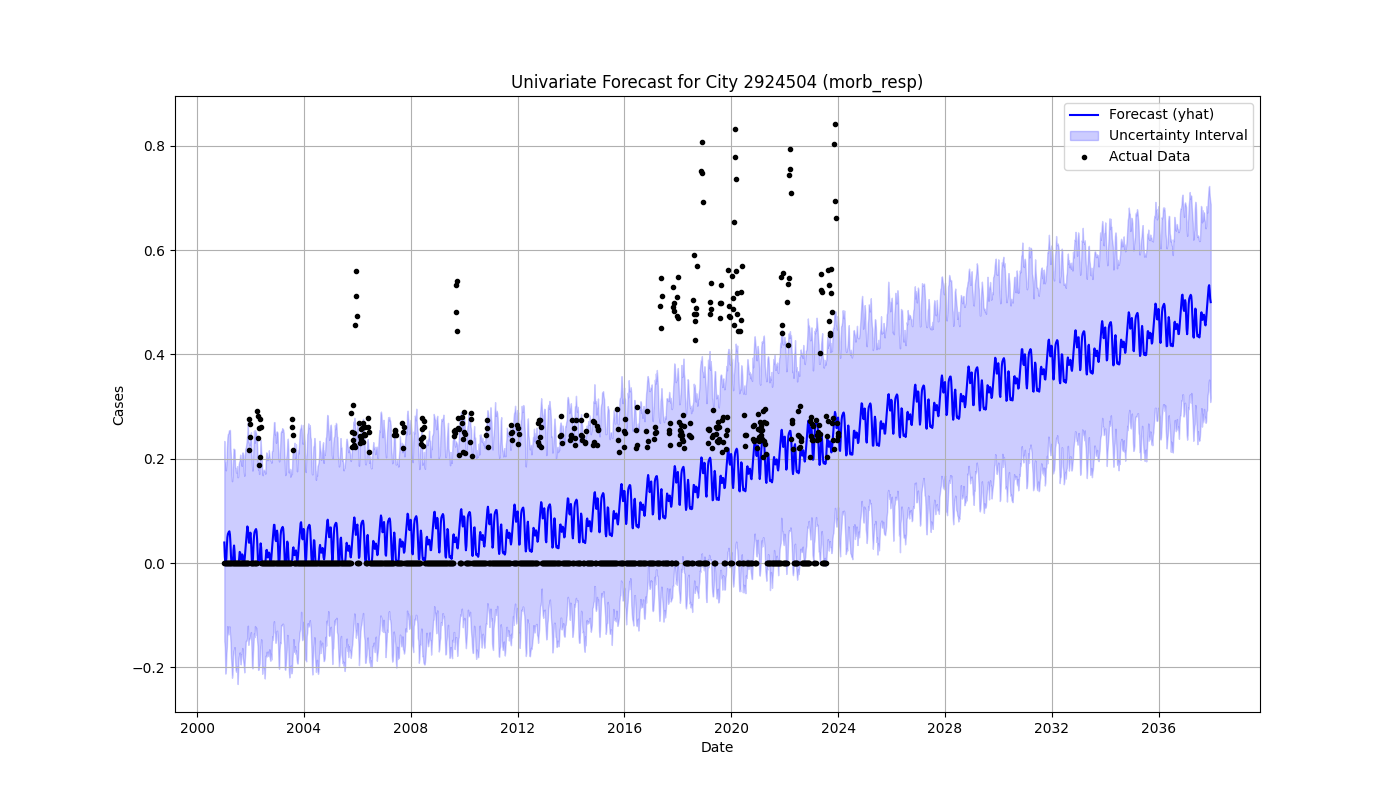 Univariate Forecast for City 2924504 (morb_resp)
Forecast (yhat)
Uncertainty Interval
Actual Data
Cases
0.8
0.6
0.4
0.2
0.0
−0.2
2000 2004 2008 2012 2016 2020 2024 2028 2032 2036
Date